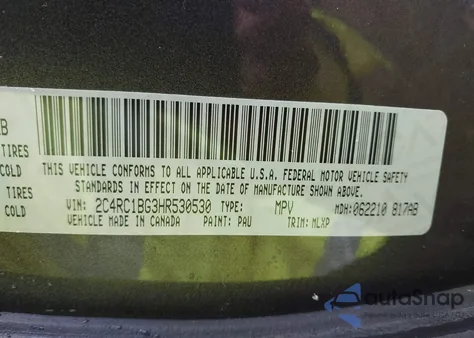 LB
TIRES
COLD
TIRES
COLD
THIS VEHICLE CONFORMS TO ALL APPLICABLE U.S.A. FEDERAL MOTOR VEHICLE SAFETY
STANDARDS IN EFFECT ON THE DATE OF MANUFACTURE SHOWN ABOVE.
VIN: 2C4RC1BG3HR530530 MPV MDH:062210 817AB
VEHICLE MADE IN CANADA PAINT: PAU TRIM: MLXP
autoSnap